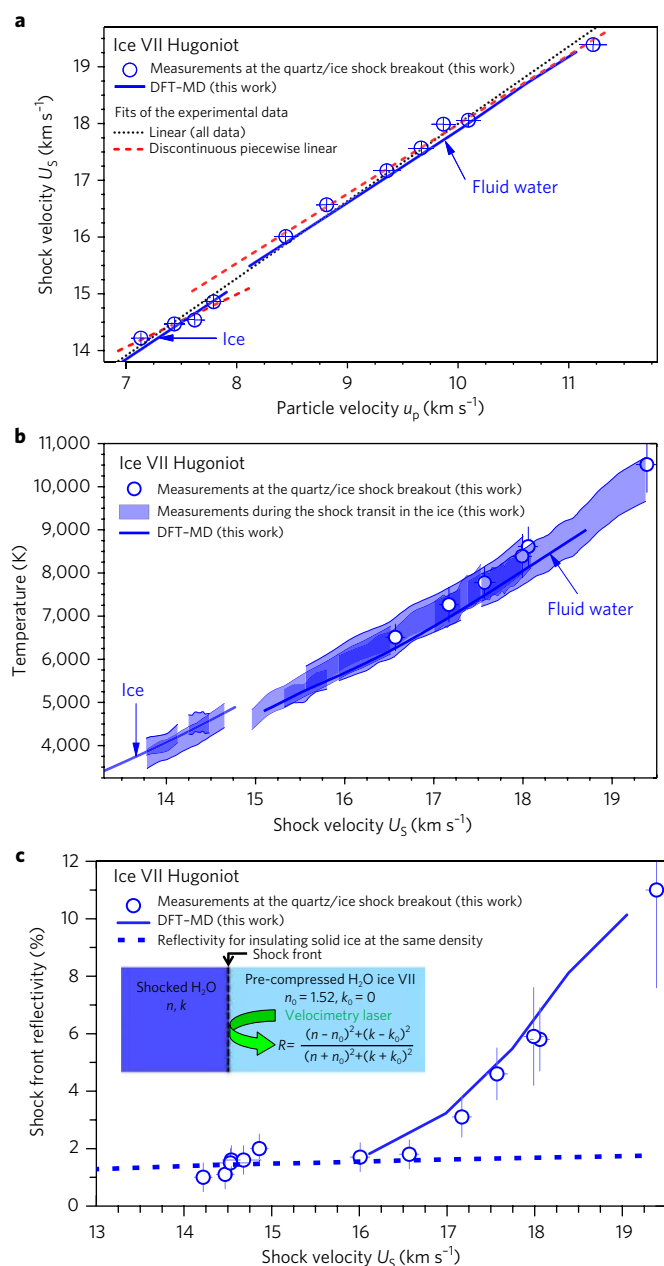 a
Ice VII Hugoniot
Measurements at the quartz/ice shock breakout (this work)
DFT–MD (this work)
Fits of the experimental data
Linear (all data)
Discontinuous piecewise linear
Fluid water
Ice
19
18
17
16
15
14
Shock velocity U_S (km s⁻¹)
7 8 9 10 11
Particle velocity u_p (km s⁻¹)
b
Ice VII Hugoniot
Measurements at the quartz/ice shock breakout (this work)
Measurements during the shock transit in the ice (this work)
DFT–MD (this work)
Fluid water
Ice
11,000
10,000
9,000
8,000
7,000
6,000
5,000
4,000
Temperature (K)
14 15 16 17 18 19
Shock velocity U_S (km s⁻¹)
c
Ice VII Hugoniot
Measurements at the quartz/ice shock breakout (this work)
DFT–MD (this work)
Reflectivity for insulating solid ice at the same density
Shock front
Shocked H₂O
n, k
Pre-compressed H₂O ice VII
n₀ = 1.52, k₀ = 0
Velocimetry laser
R = (n – n₀)² + (k – k₀)² / (n + n₀)² + (k + k₀)²
12
10
8
6
4
2
0
Shock front reflectivity (%)
13 14 15 16 17 18 19
Shock velocity U_S (km s⁻¹)